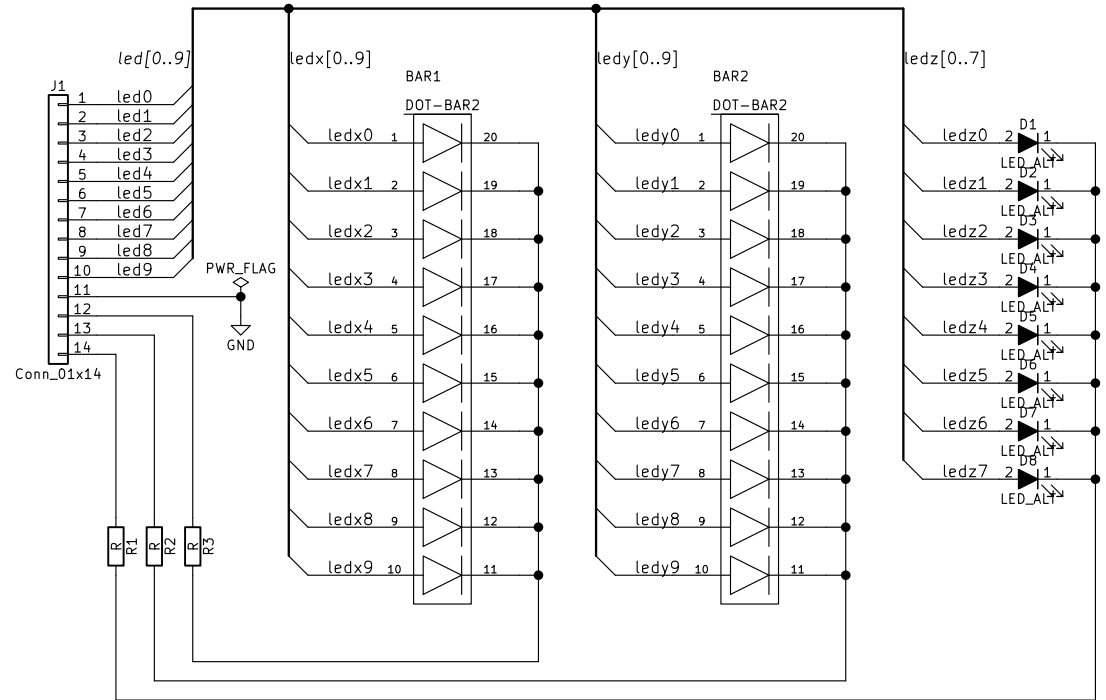 led[0..9]
ledx[0..9]
ledy[0..9]
ledz[0..7]
J1
1 led0
2 led1
3 led2
4 led3
5 led4
6 led5
7 led6
8 led7
9 led8
10 led9
11
12
13
14
Conn_01x14
PWR_FLAG
GND
R R1
R R2
R R3
BAR1
DOT-BAR2
ledx0 1 20
ledx1 2 19
ledx2 3 18
ledx3 4 17
ledx4 5 16
ledx5 6 15
ledx6 7 14
ledx7 8 13
ledx8 9 12
ledx9 10 11
BAR2
DOT-BAR2
ledy0 1 20
ledy1 2 19
ledy2 3 18
ledy3 4 17
ledy4 5 16
ledy5 6 15
ledy6 7 14
ledy7 8 13
ledy8 9 12
ledy9 10 11
D1
ledz0 2 1
LED_ALT
D2
ledz1 2 1
LED_ALT
D3
ledz2 2 1
LED_ALT
D4
ledz3 2 1
LED_ALT
D5
ledz4 2 1
LED_ALT
D6
ledz5 2 1
LED_ALT
D7
ledz6 2 1
LED_ALT
D8
ledz7 2 1
LED_ALT